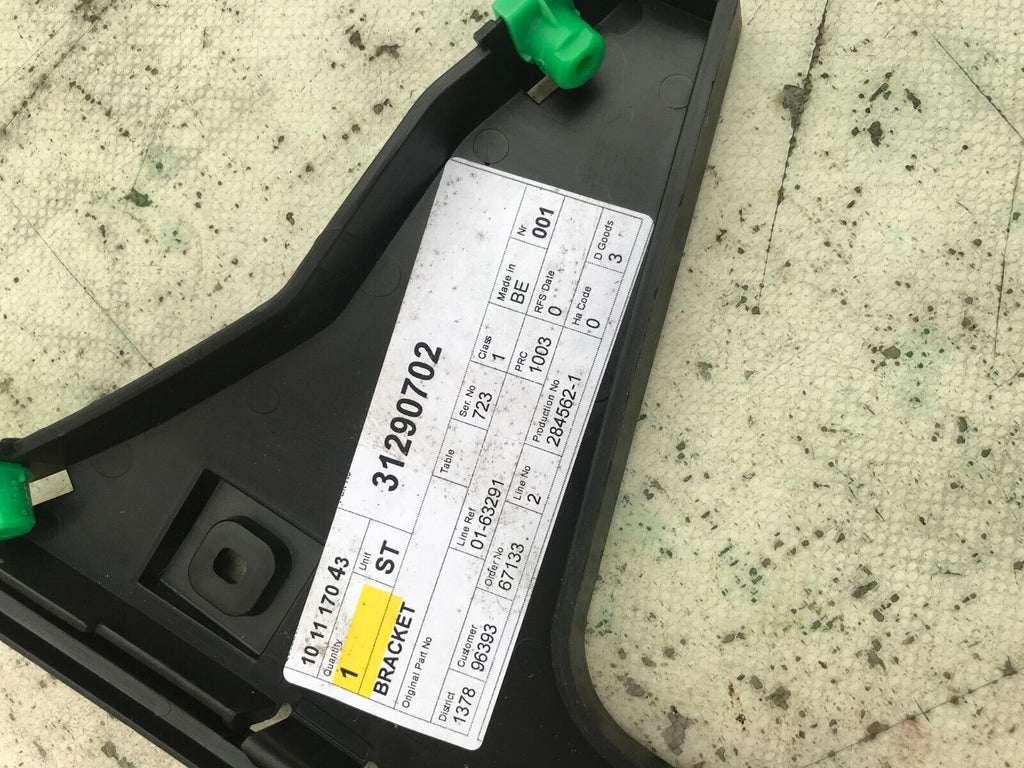 10 11 170 43
Quantity Unit
1 ST 31290702
BRACKET
Original Part No Table Ser. No Class Made in Nr
723 1 BE 001
District Customer Line Ref PRC RFS Date
1378 96393 01-63291 1003 0
Order No Line No Production No Ha Code D Goods
67133 2 284562-1 0 3